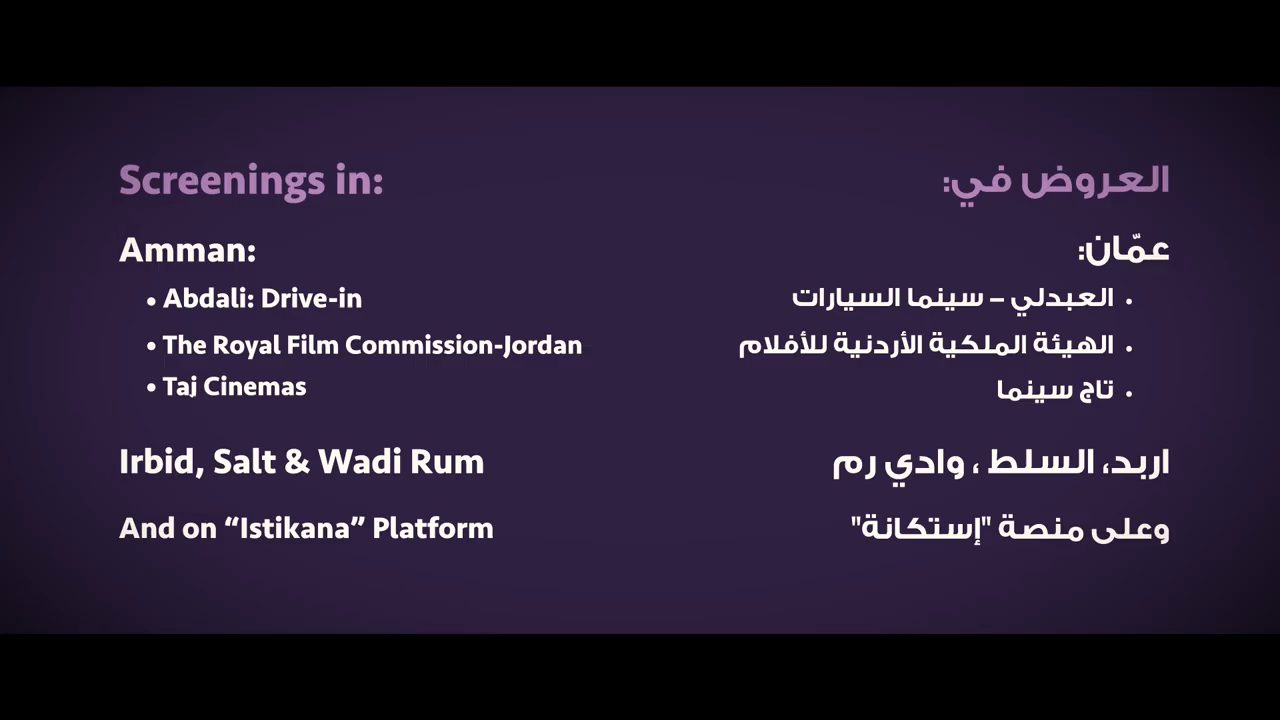 Screenings in:
Amman:
• Abdali: Drive-in
• The Royal Film Commission-Jordan
• Taj Cinemas
Irbid, Salt & Wadi Rum
And on “Istikana” Platform
العروض في:
عمّان:
• العبدلي – سينما السيارات
• الهيئة الملكية الأردنية للأفلام
• تاج سينما
اربد، السلط ، وادي رم
وعلى منصة "إستكانة"